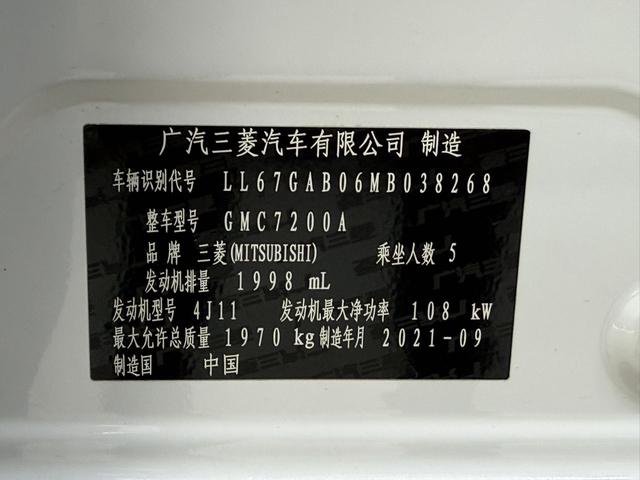 广汽三菱汽车有限公司 制造
车辆识别代号 LL67GAB06MB038268
整车型号 GMC7200A
品 牌 三菱(MITSUBISHI) 乘坐人数 5
发动机排量 1998 mL
发动机型号 4J11 发动机最大净功率 108 kW
最大允许总质量 1970 kg 制造年月 2021-09
制造国 中国